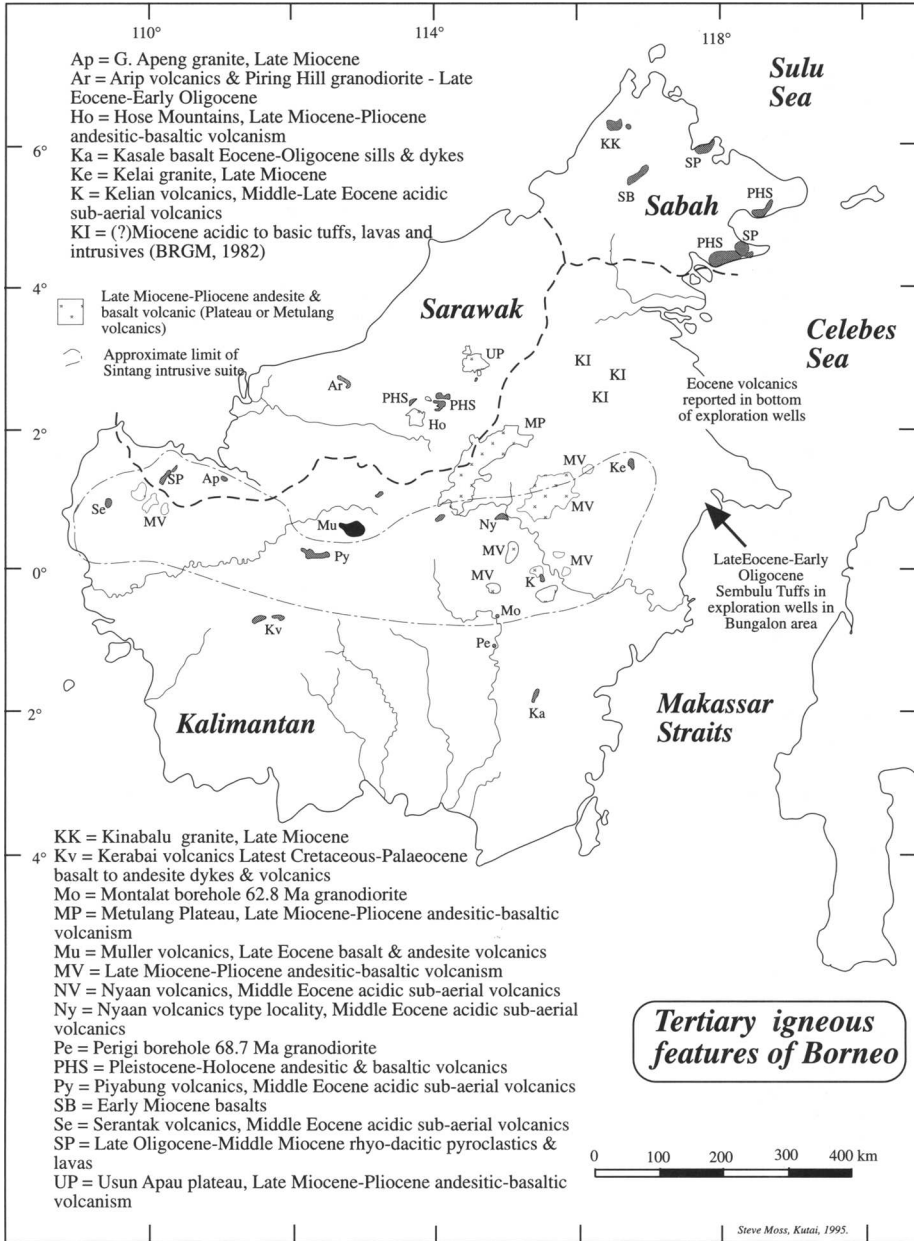 110°
114°
118°
Ap = G. Apeng granite, Late Miocene
Ar = Arip volcanics & Piring Hill granodiorite - Late
Eocene-Early Oligocene
Ho = Hose Mountains, Late Miocene-Pliocene
andesitic-basaltic volcanism
Ka = Kasale basalt Eocene-Oligocene sills & dykes
Ke = Kelai granite, Late Miocene
K = Kelian volcanics, Middle-Late Eocene acidic
sub-aerial volcanics
KI = (?)Miocene acidic to basic tuffs, lavas and
intrusives (BRGM, 1982)
Late Miocene-Pliocene andesite &
basalt volcanic (Plateau or Metulang
volcanics)
Approximate limit of
Sintang intrusive suite
Sulu
Sea
6°
KK
SP
SB
Sabah
PHS
SP
PHS
4°
Sarawak
Celebes
Sea
UP
KI
KI
KI
Ar
PHS
PHS
Ho
Eocene volcanics
reported in bottom
of exploration wells
2°
MP
MV
Ke
SP
Ap
Se
MV
MV
Mu
Ny
Py
MV
MV
K
MV
0°
LateEocene-Early
Oligocene
Sembulu Tuffs in
exploration wells in
Bungalon area
Mo
Kv
Pe
2°
Ka
Kalimantan
Makassar
Straits
4°
KK = Kinabalu granite, Late Miocene
Kv = Kerabai volcanics Latest Cretaceous-Palaeocene
basalt to andesite dykes & volcanics
Mo = Montalat borehole 62.8 Ma granodiorite
MP = Metulang Plateau, Late Miocene-Pliocene andesitic-basaltic
volcanism
Mu = Muller volcanics, Late Eocene basalt & andesite volcanics
MV = Late Miocene-Pliocene andesitic-basaltic volcanism
NV = Nyaan volcanics, Middle Eocene acidic sub-aerial volcanics
Ny = Nyaan volcanics type locality, Middle Eocene acidic sub-aerial
volcanics
Pe = Perigi borehole 68.7 Ma granodiorite
PHS = Pleistocene-Holocene andesitic & basaltic volcanics
Py = Piyabung volcanics, Middle Eocene acidic sub-aerial volcanics
SB = Early Miocene basalts
Se = Serantak volcanics, Middle Eocene acidic sub-aerial volcanics
SP = Late Oligocene-Middle Miocene rhyo-dacitic pyroclastics &
lavas
UP = Usun Apau plateau, Late Miocene-Pliocene andesitic-basaltic
volcanism
Tertiary igneous
features of Borneo
0 100 200 300 400 km
Steve Moss, Kutai, 1995.